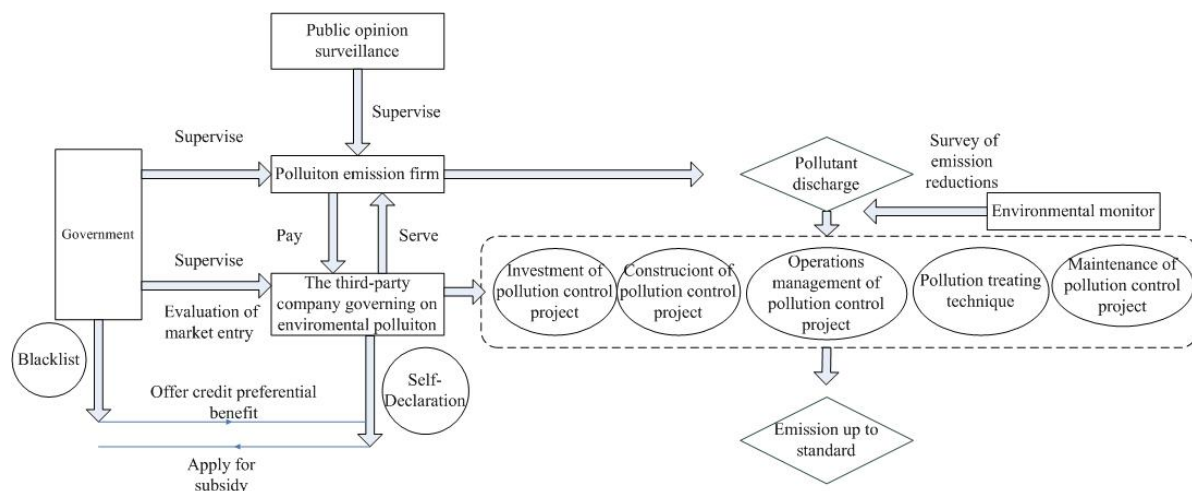 Public opinion
surveillance
Supervise
Supervise
Polluiton emission firm
Government
Pay
Serve
Supervise
Evaluation of
market entry
The third-party
company governing on
enviromental polluiton
Blacklist
Self-
Declaration
Offer credit preferential
benefit
Apply for
subsidy
Pollutant
discharge
Survey of
emission
reductions
Environmental monitor
Investment of
pollution control
project
Construciont of
pollution control
project
Operations
management of
pollution control
project
Pollution treating
technique
Maintenance of
pollution control
project
Emission up to
standard